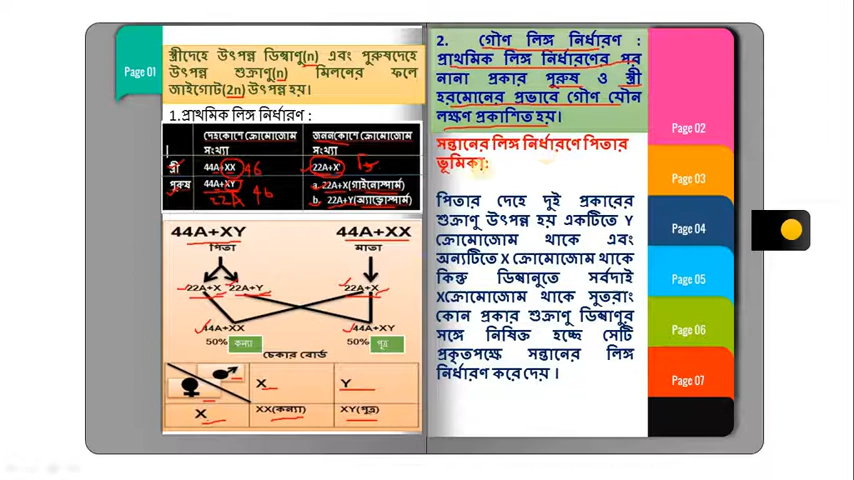 Page 01
স্ত্রীদেহে উৎপন্ন ডিম্বাণু(n) এবং পুরুষদেহে
উৎপন্ন শুক্রাণু(n) মিলনের ফলে
জাইগোট(2n) উৎপন্ন হয়।
1.প্রাথমিক লিঙ্গ নির্ধারণ :
দেহকোশে ক্রোমোজোম সংখ্যা
জননকোশে ক্রোমোজোম সংখ্যা
স্ত্রী 44A+XX 46 22A+X
পুরুষ 44A+XY 46 a. 22A+X(গাইনোস্পার্ম)
22A b. 22A+Y(অ্যান্ড্রোস্পার্ম)
44A+XY 44A+XX
পিতা মাতা
22A+X 22A+Y 22A+X
44A+XX 44A+XY
50% কন্যা 50% পুত্র
চেকার বোর্ড
X Y
X XX(কন্যা) XY(পুত্র)
2. গৌণ লিঙ্গ নির্ধারণ :
প্রাথমিক লিঙ্গ নির্ধারণের পর
নানা প্রকার পুরুষ ও স্ত্রী
হরমোনের প্রভাবে গৌণ যৌন
লক্ষণ প্রকাশিত হয়।
সন্তানের লিঙ্গ নির্ধারণে পিতার
ভূমিকা:
পিতার দেহে দুই প্রকারের
শুক্রাণু উৎপন্ন হয় একটিতে Y
ক্রোমোজোম থাকে এবং
অন্যটিতে X ক্রোমোজোম থাকে
কিন্তু ডিম্বানুতে সর্বদাই
Xক্রোমোজোম থাকে সুতরাং
কোন প্রকার শুক্রাণু ডিম্বাণুর
সঙ্গে নিষিক্ত হচ্ছে সেটি
প্রকৃতপক্ষে সন্তানের লিঙ্গ
নির্ধারণ করে দেয় ।
Page 02
Page 03
Page 04
Page 05
Page 06
Page 07